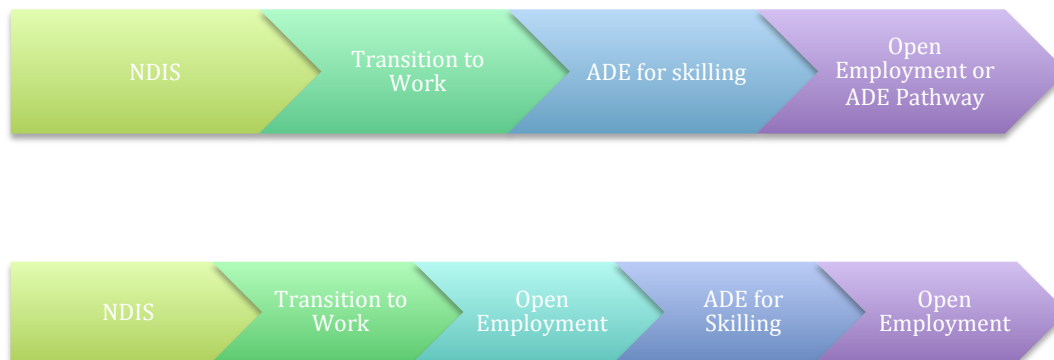 NDIS
Transition to
Work
ADE for skilling
Open
Employment or
ADE Pathway
NDIS
Transition to
Work
Open
Employment
ADE for
Skilling
Open
Employment